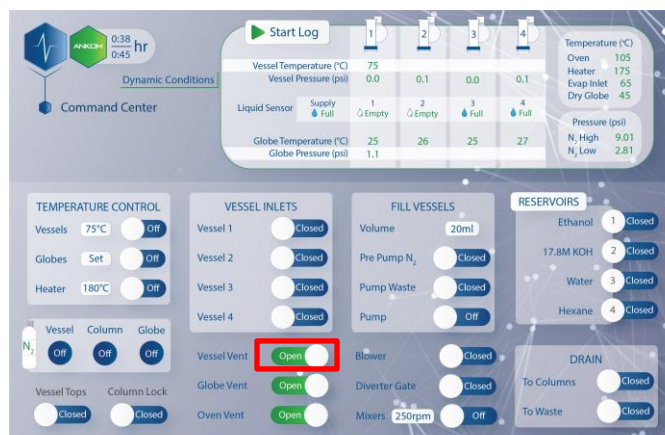 ANKOM
0:38
0:45 hr
Dynamic Conditions
Command Center
Start Log 1 2 3 4
Vessel Temperature (°C) 75
Vessel Pressure (psi) 0.0 0.1 0.0 0.1
Liquid Sensor Supply 1 2 3 4
Full Empty Empty Full Full
Globe Temperature (°C) 25 26 25 27
Globe Pressure (psi) 1.1
Temperature (°C)
Oven 105
Heater 175
Evap Inlet 65
Dry Globe 45
Pressure (psi)
N2 High 9.01
N2 Low 2.81
TEMPERATURE CONTROL
Vessels 75°C Off
Globes Set Off
Heater 180°C Off
N2
Vessel Column Globe
Off Off Off
Vessel Tops Column Lock
Closed Closed
VESSEL INLETS
Vessel 1 Closed
Vessel 2 Closed
Vessel 3 Closed
Vessel 4 Closed
Vessel Vent Open
Globe Vent Open
Oven Vent Open
FILL VESSELS
Volume 20ml
Pre Pump N2 Closed
Pump Waste Closed
Pump Off
Blower Closed
Diverter Gate Closed
Mixers 250rpm Off
RESERVOIRS
Ethanol 1 Closed
17.8M KOH 2 Closed
Water 3 Closed
Hexane 4 Closed
DRAIN
To Columns Closed
To Waste Closed